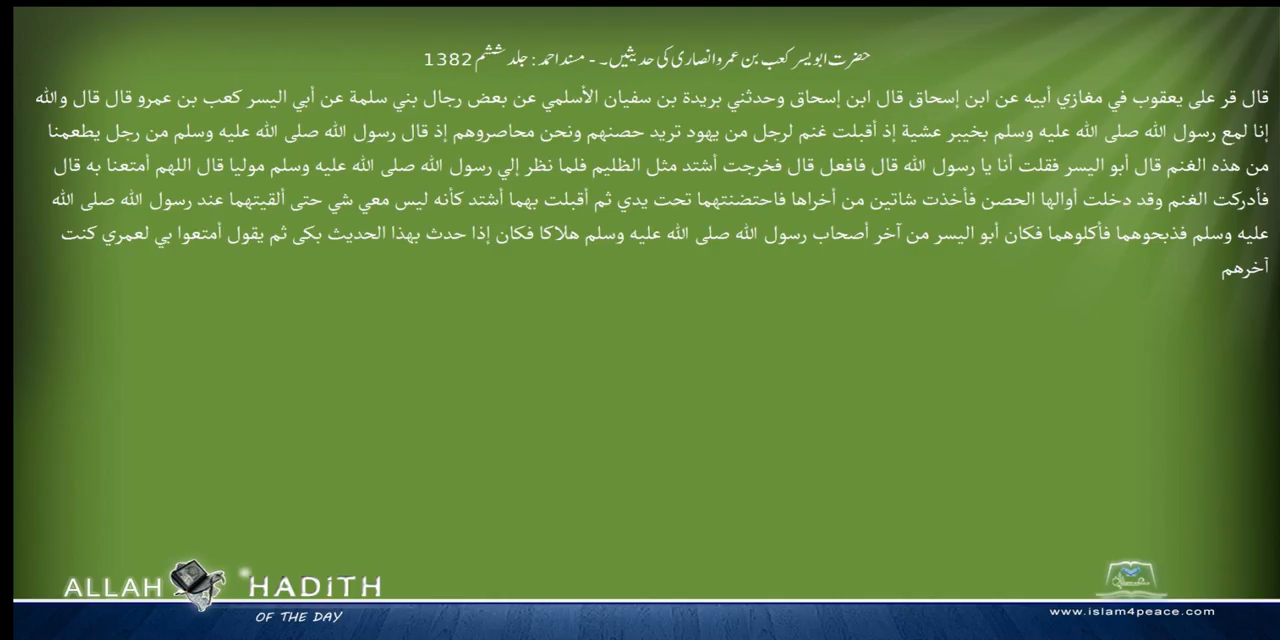 حضرت ابویسر کعب بن عمرو انصاری کی حدیثیں۔ - مسند احمد : جلد ششم 1382
قال قر على يعقوب في مغازي أبيه عن ابن إسحاق قال ابن إسحاق وحدثني بريدة بن سفيان الأسلمي عن بعض رجال بني سلمة عن أبي اليسر كعب بن عمرو قال قال والله
إنا لمع رسول الله صلى الله عليه وسلم بخيبر عشية إذ أقبلت غنم لرجل من يهود تريد حصنهم ونحن محاصروهم إذ قال رسول الله صلى الله عليه وسلم من رجل يطعمنا
من هذه الغنم قال أبو اليسر فقلت أنا يا رسول الله قال فافعل قال فخرجت أشتد مثل الظليم فلما نظر إلي رسول الله صلى الله عليه وسلم موليا قال اللهم أمتعنا به قال
فأدركت الغنم وقد دخلت أوالها الحصن فأخذت شاتين من أخراها فاحتضنتهما تحت يدي ثم أقبلت بهما أشتد كأنه ليس معي شي حتى ألقيتهما عند رسول الله صلى الله
عليه وسلم فذبحوهما فأكلوهما فكان أبو اليسر من آخر أصحاب رسول الله صلى الله عليه وسلم هلاكا فكان إذا حدث بهذا الحديث بكى ثم يقول أمتعوا بي لعمري كنت
آخرهم
ALLAH HADITH
OF THE DAY
www.islam4peace.com